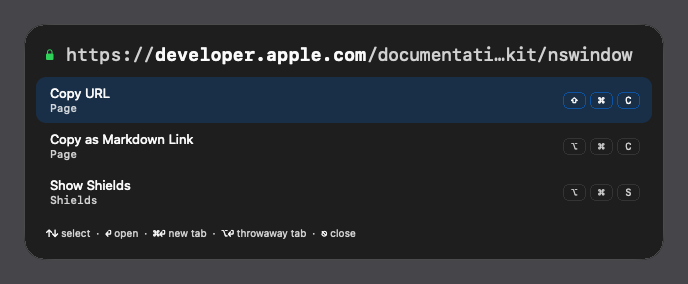 https://developer.apple.com/documentati…kit/nswindow
Copy URL
Page
⇧ ⌘ C
Copy as Markdown Link
Page
⌥ ⌘ C
Show Shields
Shields
⌥ ⌘ S
↑↓ select · ↵ open · ⌘↵ new tab · ⌥↵ throwaway tab · ⎋ close